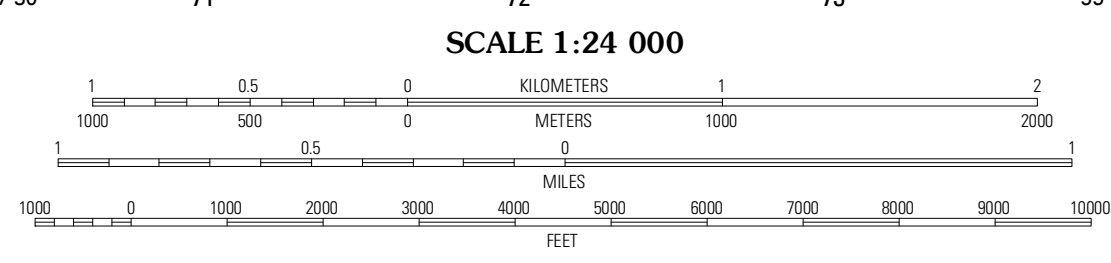 SCALE 1:24 000
1 0.5 0 KILOMETERS 1 2
1000 500 0 METERS 1000 2000
1 0.5 0 1
MILES
1000 0 1000 2000 3000 4000 5000 6000 7000 8000 9000 10000
FEET